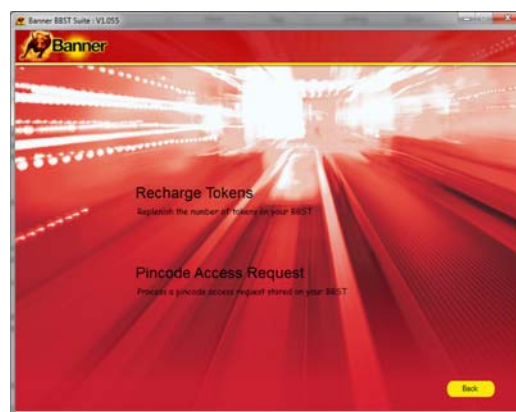 Banner BBST Suite : V1.055
Banner
Recharge Tokens
Replenish the number of tokens on your BBST
Pincode Access Request
Process a pincode access request stored on your BBST
Back